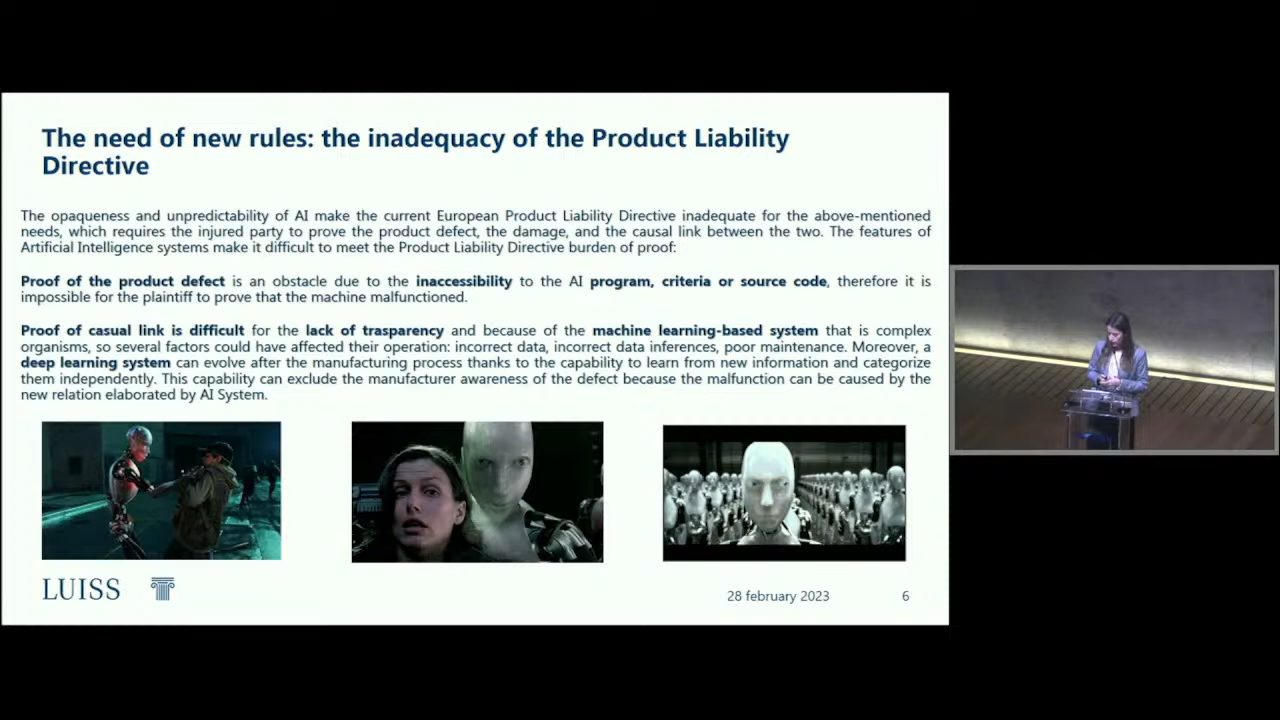 The need of new rules: the inadequacy of the Product Liability
Directive
The opaqueness and unpredictability of AI make the current European Product Liability Directive inadequate for the above-mentioned
needs, which requires the injured party to prove the product defect, the damage, and the causal link between the two. The features of
Artificial Intelligence systems make it difficult to meet the Product Liability Directive burden of proof:
Proof of the product defect is an obstacle due to the inaccessibility to the AI program, criteria or source code, therefore it is
impossible for the plaintiff to prove that the machine malfunctioned.
Proof of casual link is difficult for the lack of trasparency and because of the machine learning-based system that is complex
organisms, so several factors could have affected their operation: incorrect data, incorrect data inferences, poor maintenance. Moreover, a
deep learning system can evolve after the manufacturing process thanks to the capability to learn from new information and categorize
them independently. This capability can exclude the manufacturer awareness of the defect because the malfunction can be caused by the
new relation elaborated by AI System.
LUISS
28 february 2023
6